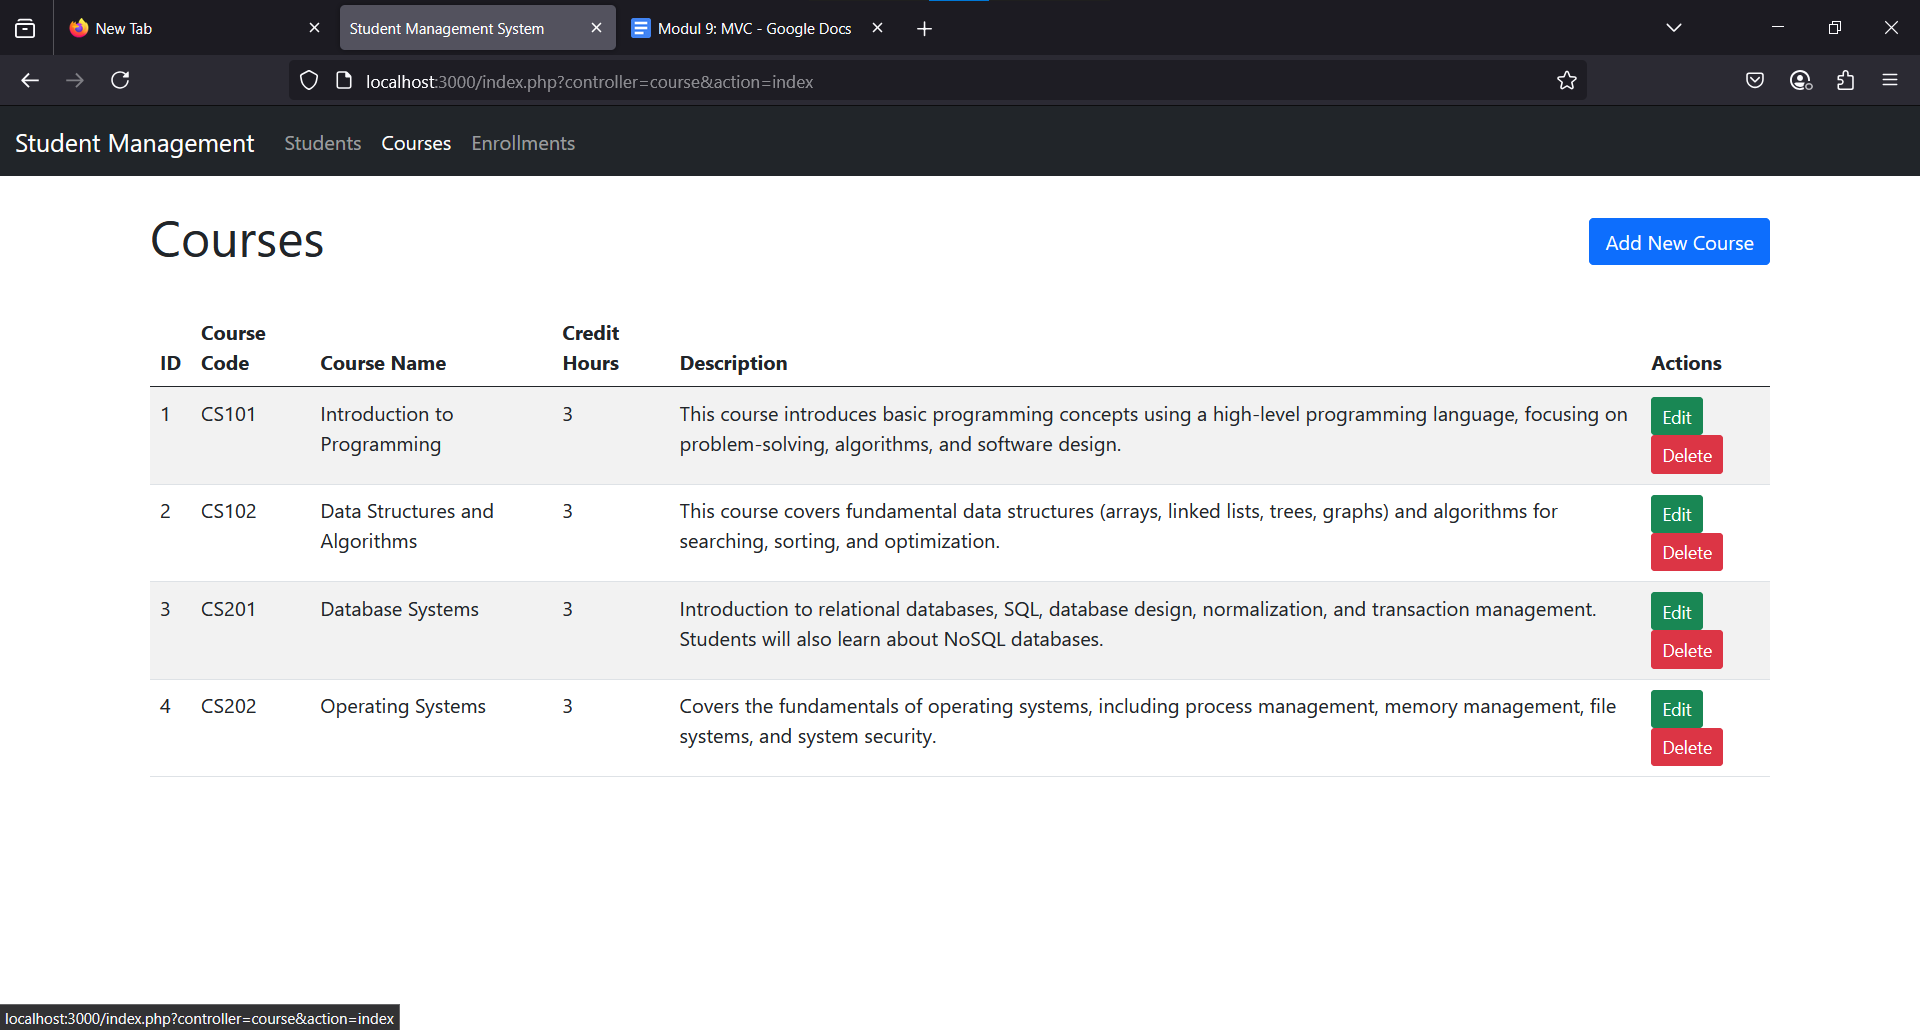 New Tab
Student Management System
Modul 9: MVC - Google Docs
localhost:3000/index.php?controller=course&action=index
Student Management
Students
Courses
Enrollments
Courses
Add New Course
ID
Course
Code
Course Name
Credit
Hours
Description
Actions
1
CS101
Introduction to
Programming
3
This course introduces basic programming concepts using a high-level programming language, focusing on
problem-solving, algorithms, and software design.
Edit
Delete
2
CS102
Data Structures and
Algorithms
3
This course covers fundamental data structures (arrays, linked lists, trees, graphs) and algorithms for
searching, sorting, and optimization.
Edit
Delete
3
CS201
Database Systems
3
Introduction to relational databases, SQL, database design, normalization, and transaction management.
Students will also learn about NoSQL databases.
Edit
Delete
4
CS202
Operating Systems
3
Covers the fundamentals of operating systems, including process management, memory management, file
systems, and system security.
Edit
Delete
localhost:3000/index.php?controller=course&action=index